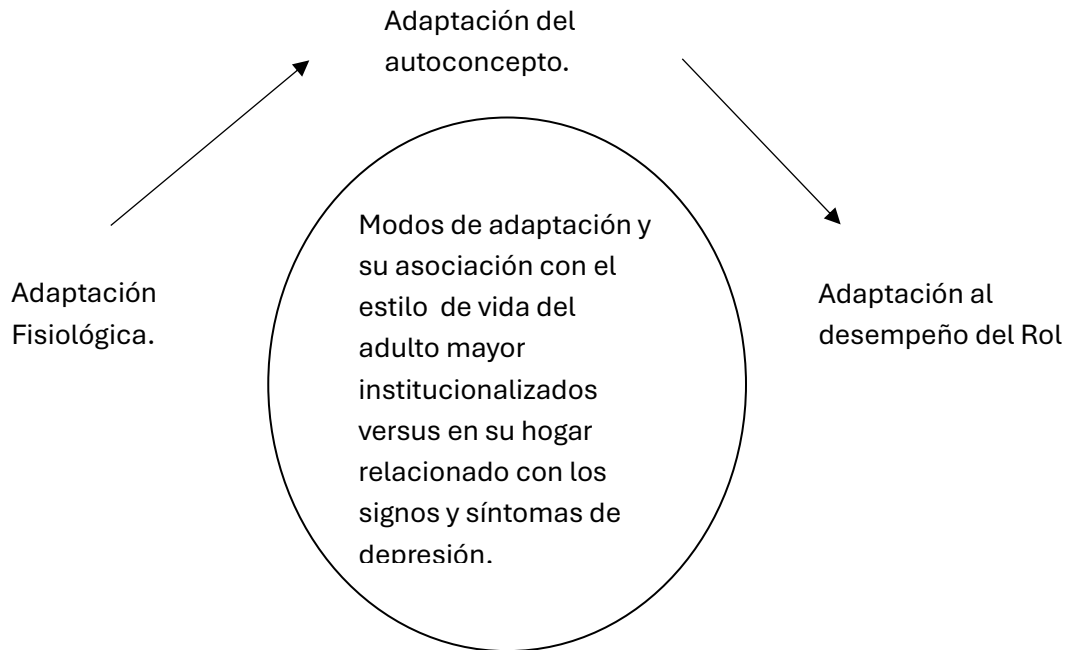 Adaptación del
autoconcepto.
Modos de adaptación y
su asociación con el
estilo de vida del
adulto mayor
institucionalizados
versus en su hogar
relacionado con los
signos y síntomas de
depresión.
Adaptación
Fisiológica.
Adaptación al
desempeño del Rol